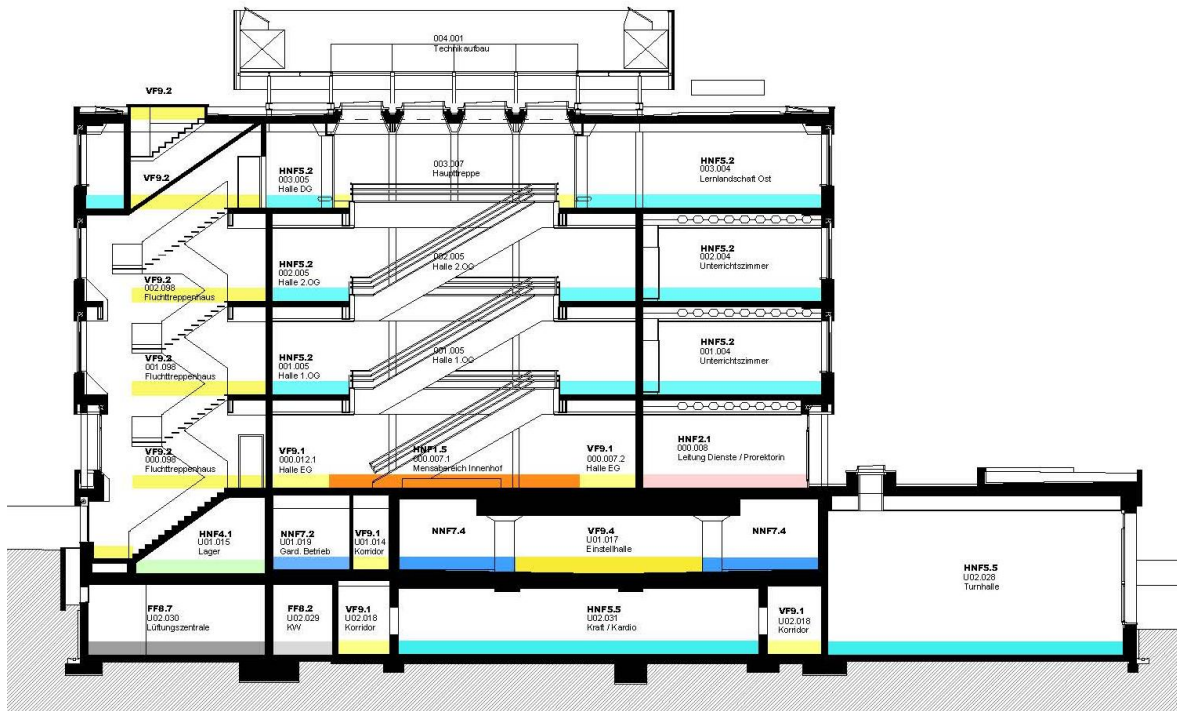 004.001
Technikaufbau
VF9.2
VF9.2
HNF5.2
003.005
Halle DG
003.007
Haupttreppe
HNF5.2
003.004
Lernlandschaft Ost
VF9.2
002.098
Fluchttreppenhaus
HNF5.2
002.005
Halle 2.OG
002.005
Halle 2.OG
HNF5.2
002.004
Unterrichtszimmer
VF9.2
001.098
Fluchttreppenhaus
HNF5.2
001.005
Halle 1.OG
001.005
Halle 1.OG
HNF5.2
001.004
Unterrichtszimmer
VF9.2
000.098
Fluchttreppenhaus
VF9.1
000.012.1
Halle EG
HNF1.5
000.007.1
Mensabereich Innenhof
VF9.1
000.007.2
Halle EG
HNF2.1
000.008
Leitung Dienste / Prorektorin
HNF4.1
U01.015
Lager
NNF7.2
U01.019
Gard. Betrieb
VF9.1
U01.014
Korridor
NNF7.4
VF9.4
U01.017
Einstellhalle
NNF7.4
HNF5.5
U02.028
Turnhalle
FF8.7
U02.030
Lüftungszentrale
FF8.2
U02.029
KW
VF9.1
U02.018
Korridor
HNF5.5
U02.031
Kraft / Kardio
VF9.1
U02.018
Korridor